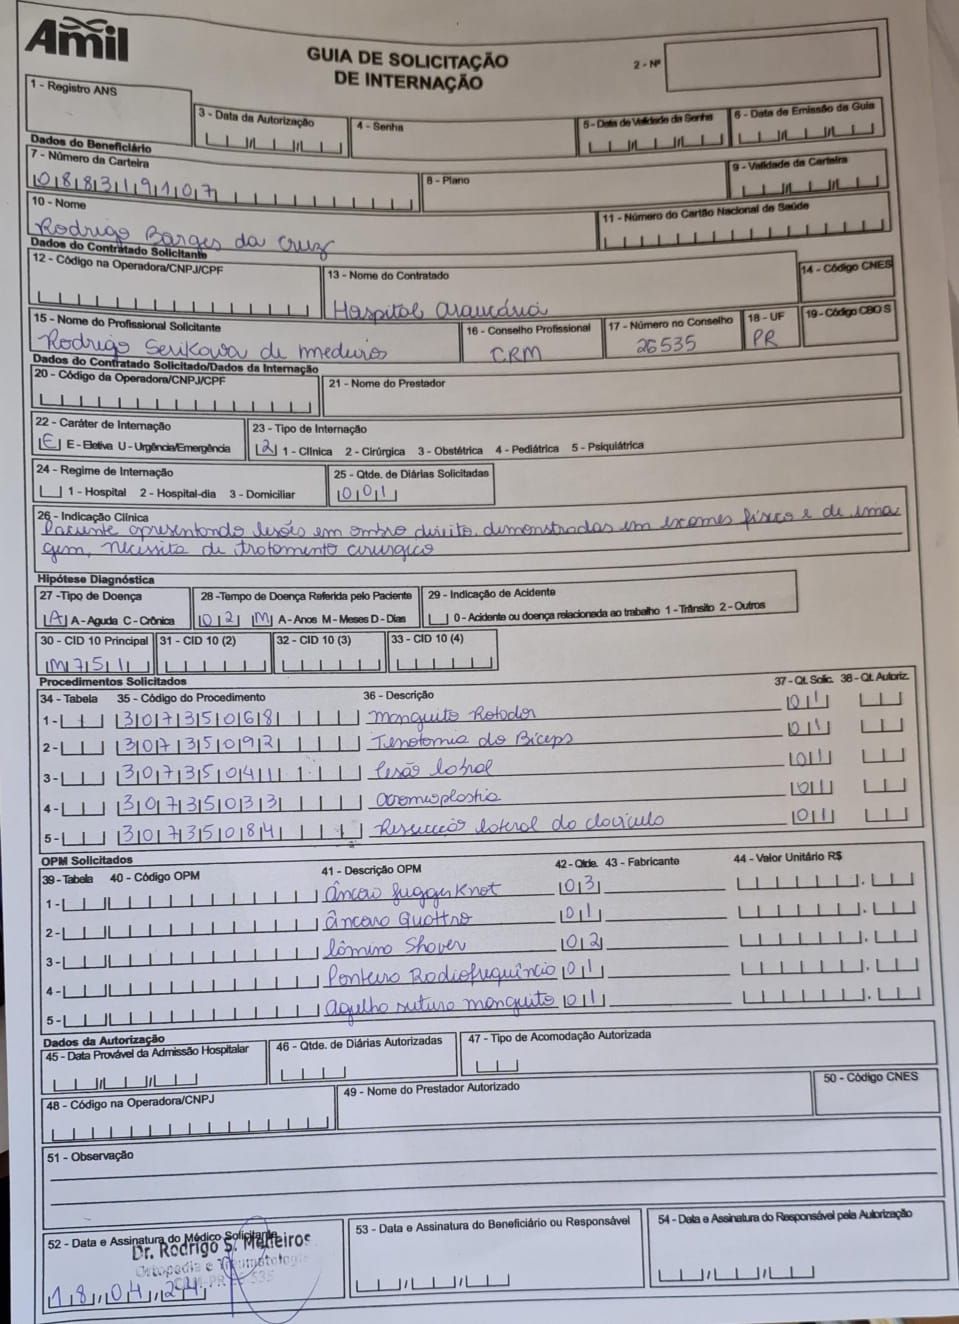 Amil
GUIA DE SOLICITAÇÃO
DE INTERNAÇÃO
2 - Nº
1 - Registro ANS
3 - Data da Autorização
4 - Senha
5 - Data de Validade da Senha
6 - Data de Emissão da Guia
Dados do Beneficiário
7 - Número da Carteira
088319107
8 - Plano
9 - Validade da Carteira
10 - Nome
Rodrigo Barges da Cruz
11 - Número do Cartão Nacional de Saúde
Dados do Contratado Solicitante
12 - Código na Operadora/CNPJ/CPF
13 - Nome do Contratado
Hospital Araucária
14 - Código CNES
15 - Nome do Profissional Solicitante
Rodrigo Serikawa de Medeiros
16 - Conselho Profissional
CRM
17 - Número no Conselho
26535
18 - UF
PR
19 - Código CBO S
Dados do Contratado Solicitado/Dados da Internação
20 - Código da Operadora/CNPJ/CPF
21 - Nome do Prestador
22 - Caráter de Internação
E E - Eletiva U - Urgência/Emergência
23 - Tipo de Internação
2 1 - Clínica 2 - Cirúrgica 3 - Obstétrica 4 - Pediátrica 5 - Psiquiátrica
24 - Regime de Internação
1 - Hospital 2 - Hospital-dia 3 - Domiciliar
25 - Qtde. de Diárias Solicitadas
001
26 - Indicação Clínica
Paciente apresentando lesões em ombro direito, demonstradas em exames físico e de ima
gem, necessita de tratamento cirurgico
Hipótese Diagnóstica
27 -Tipo de Doença
A A - Aguda C - Crônica
28 -Tempo de Doença Referida pelo Paciente
02 M A - Anos M - Meses D - Dias
29 - Indicação de Acidente
0 - Acidente ou doença relacionada ao trabalho 1 - Trânsito 2 - Outros
30 - CID 10 Principal
M751
31 - CID 10 (2)
32 - CID 10 (3)
33 - CID 10 (4)
Procedimentos Solicitados
34 - Tabela 35 - Código do Procedimento 36 - Descrição 37 - Qt. Solic. 38 - Qt. Autoriz.
1 - 30735068 manguito Rotador 01
2 - 30735092 Tenotomia do Biceps 01
3 - 30735041 lesão labral 01
4 - 30735033 acromioplastia 01
5 - 30735084 Ressecção lateral da clavicula 01
OPM Solicitados
39 - Tabela 40 - Código OPM 41 - Descrição OPM 42 - Qtde. 43 - Fabricante 44 - Valor Unitário R$
1 - âncora JuggerKnot 03
2 - âncora Quattro 01
3 - lâmina Shaver 02
4 - Ponteira Radiofrequência 01
5 - agulha sutura manguito 01
Dados da Autorização
45 - Data Provável da Admissão Hospitalar
46 - Qtde. de Diárias Autorizadas
47 - Tipo de Acomodação Autorizada
48 - Código na Operadora/CNPJ
49 - Nome do Prestador Autorizado
50 - Código CNES
51 - Observação
52 - Data e Assinatura do Médico Solicitante
Dr. Rodrigo S. Medeiros
Ortopedia e Traumatologia
CRM-PR 26535
18 04 24
53 - Data e Assinatura do Beneficiário ou Responsável
54 - Data e Assinatura do Responsável pela Autorização